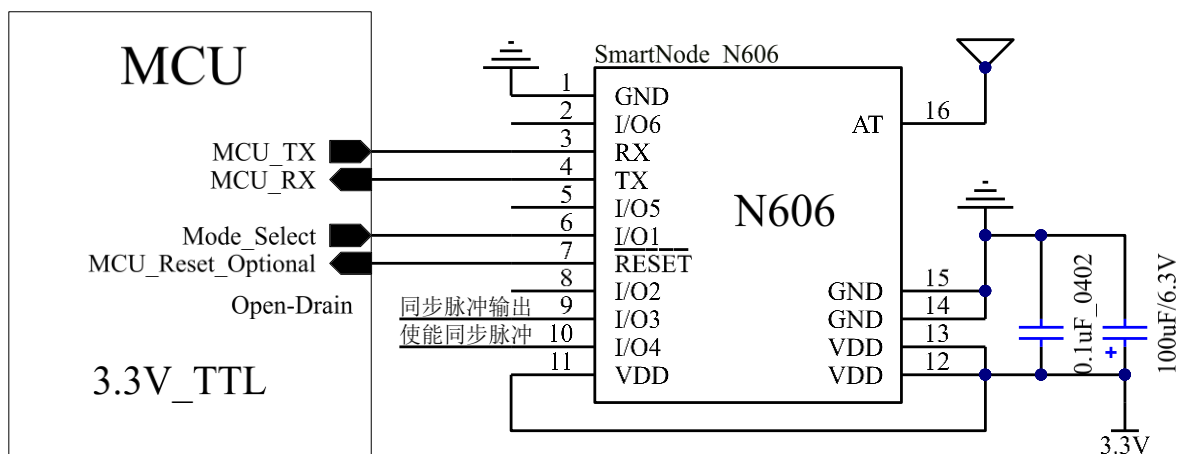 MCU
MCU_TX
MCU_RX
Mode_Select
MCU_Reset_Optional
Open-Drain
3.3V_TTL
同步脉冲输出
使能同步脉冲
SmartNode N606
1 GND
2 I/O6
3 RX
4 TX
5 I/O5
6 I/O1
7 RESET
8 I/O2
9 I/O3
10 I/O4
11 VDD
N606
AT 16
GND 15
GND 14
VDD 13
VDD 12
0.1uF_0402
100uF/6.3V
+
3.3V